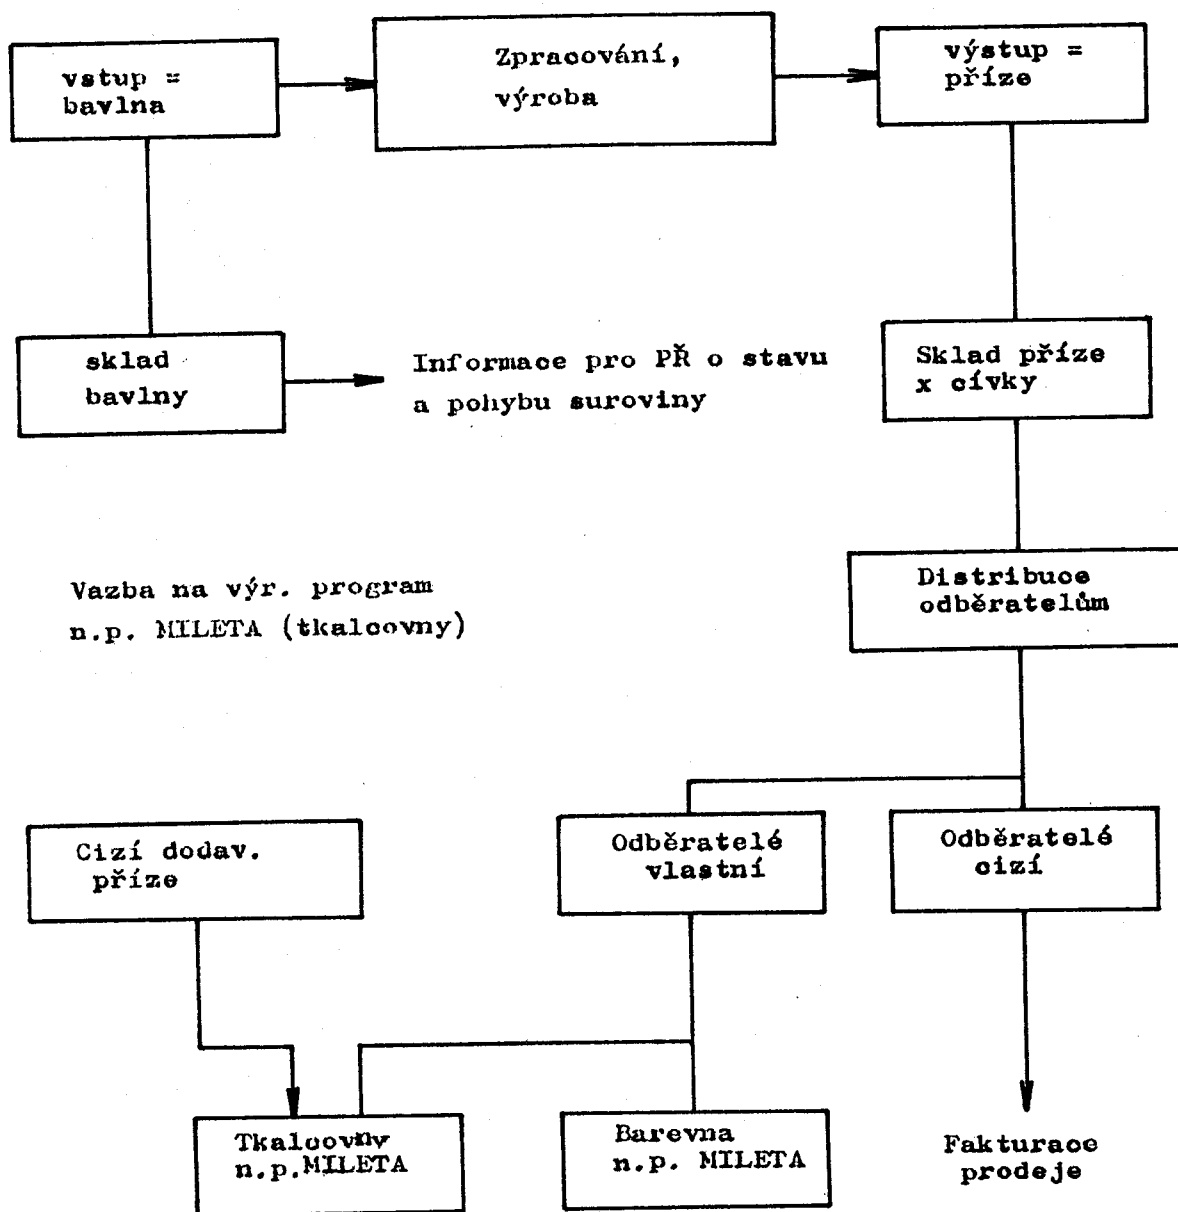 vstup =
bavlna
Zpracování,
výroba
výstup =
příze
sklad
bavlny
Informace pro PŘ o stavu
a pohybu suroviny
Sklad příze
x cívky
Vazba na výr. program
n.p. MILETA (tkalcovny)
Distribuce
odběratelům
Cizí dodav.
příze
Odběratelé
vlastní
Odběratelé
cizí
Tkalcovny
n.p.MILETA
Barevna
n.p. MILETA
Fakturace
prodeje